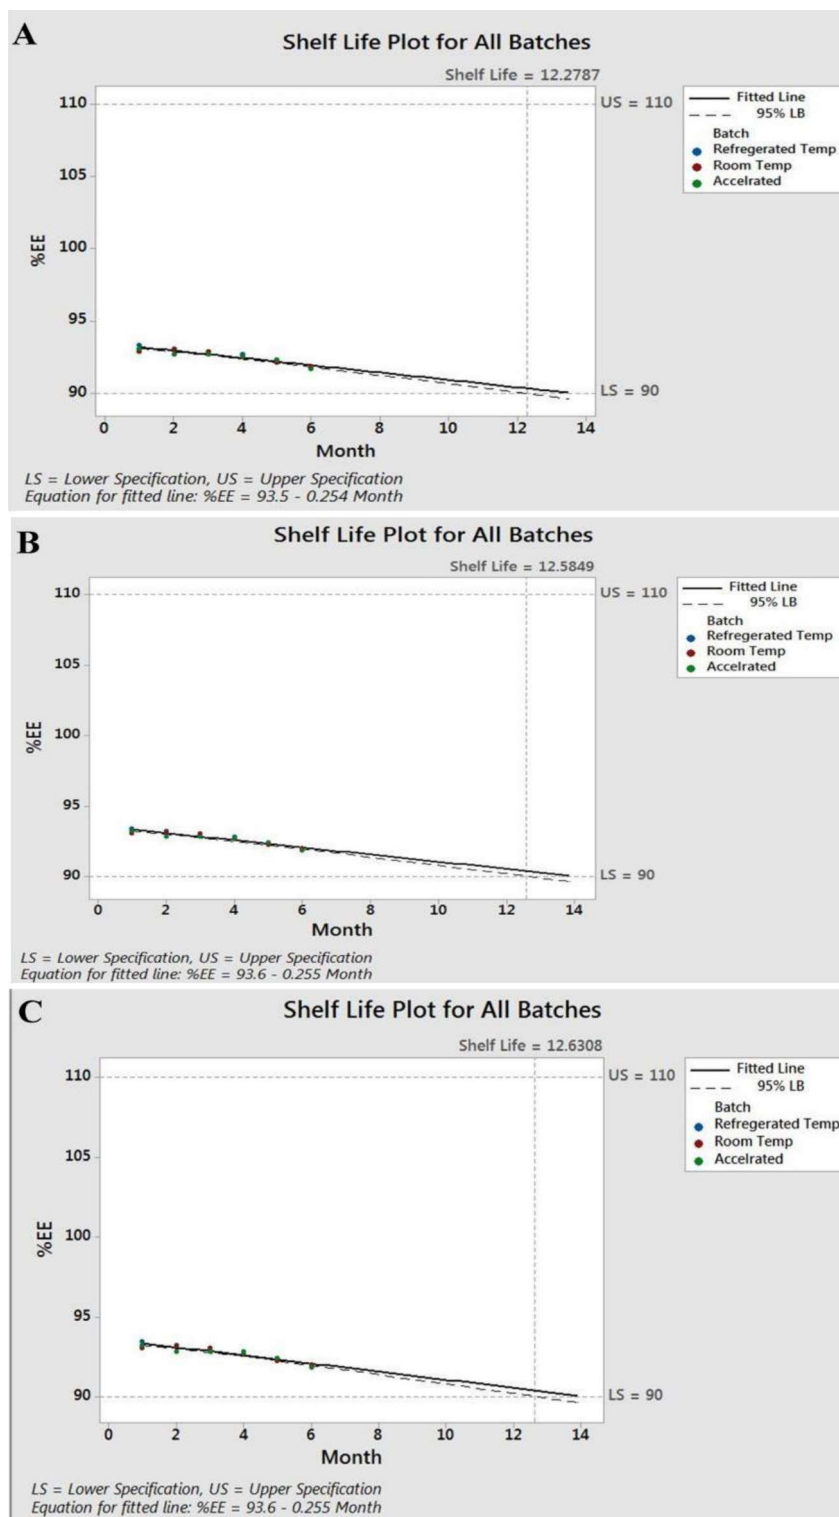 A
Shelf Life Plot for All Batches
Shelf Life = 12.2787
110
US = 110
Fitted Line
95% LB
Batch
Refregerated Temp
Room Temp
Accelrated
105
100
%EE
95
90
LS = 90
0 2 4 6 8 10 12 14
Month
LS = Lower Specification, US = Upper Specification
Equation for fitted line: %EE = 93.5 - 0.254 Month
B
Shelf Life Plot for All Batches
Shelf Life = 12.5849
110
US = 110
Fitted Line
95% LB
Batch
Refregerated Temp
Room Temp
Accelrated
105
100
%EE
95
90
LS = 90
0 2 4 6 8 10 12 14
Month
LS = Lower Specification, US = Upper Specification
Equation for fitted line: %EE = 93.6 - 0.255 Month
C
Shelf Life Plot for All Batches
Shelf Life = 12.6308
110
US = 110
Fitted Line
95% LB
Batch
Refregerated Temp
Room Temp
Accelrated
105
100
%EE
95
90
LS = 90
0 2 4 6 8 10 12 14
Month
LS = Lower Specification, US = Upper Specification
Equation for fitted line: %EE = 93.6 - 0.255 Month